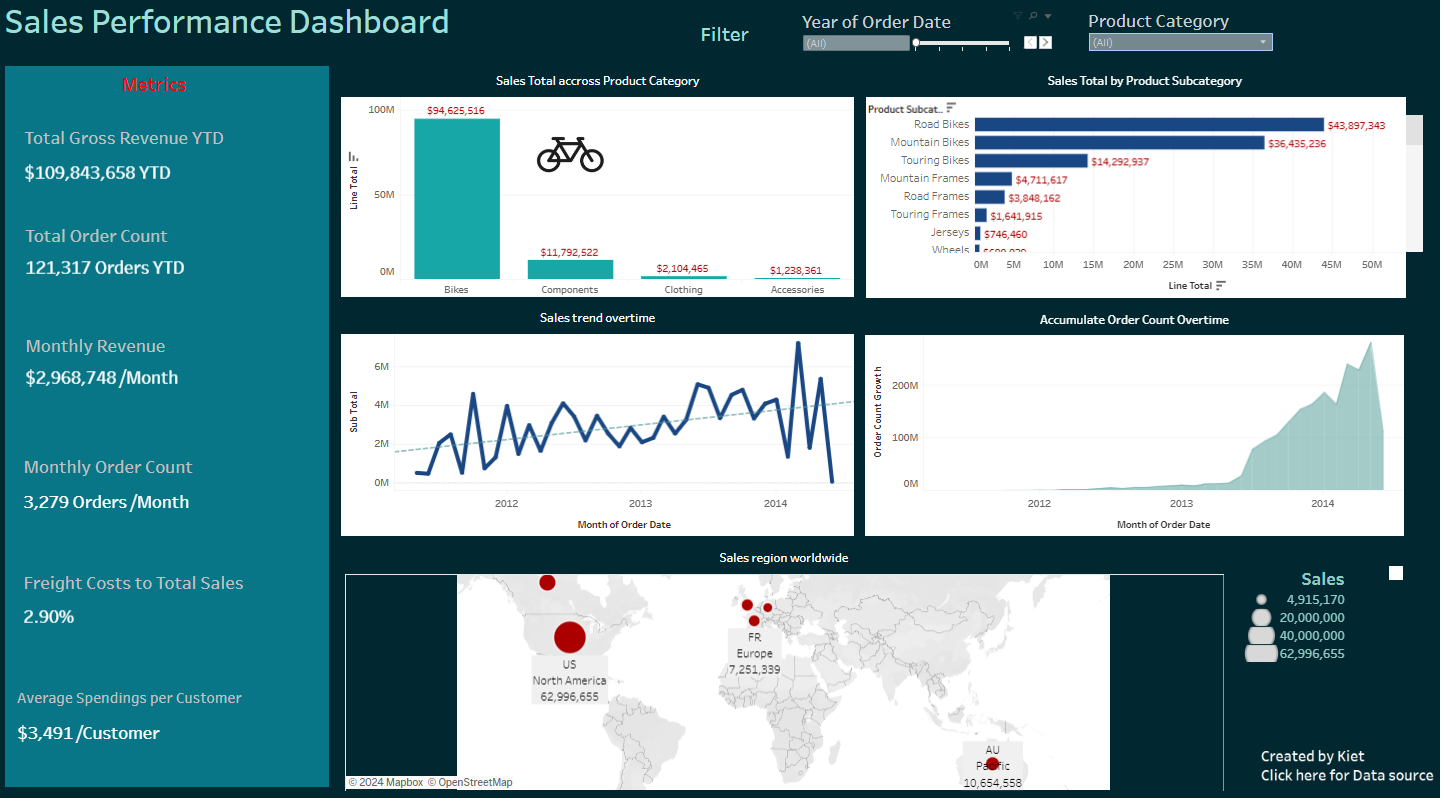 Sales Performance Dashboard
Filter
Year of Order Date
(All)
Product Category
(All)
Metrics
Total Gross Revenue YTD
$109,843,658 YTD
Total Order Count
121,317 Orders YTD
Monthly Revenue
$2,968,748 /Month
Monthly Order Count
3,279 Orders /Month
Freight Costs to Total Sales
2.90%
Average Spendings per Customer
$3,491 /Customer
Sales Total accross Product Category
Line Total
100M
50M
0M
$94,625,516
$11,792,522
$2,104,465
$1,238,361
Bikes
Components
Clothing
Accessories
Sales Total by Product Subcategory
Product Subcat..
Road Bikes $43,897,343
Mountain Bikes $36,435,236
Touring Bikes $14,292,937
Mountain Frames $4,711,617
Road Frames $3,848,162
Touring Frames $1,641,915
Jerseys $746,460
Wheels
0M 5M 10M 15M 20M 25M 30M 35M 40M 45M 50M
Line Total
Sales trend overtime
Sub Total
6M
4M
2M
0M
2012 2013 2014
Month of Order Date
Accumulate Order Count Overtime
Order Count Growth
200M
100M
0M
2012 2013 2014
Month of Order Date
Sales region worldwide
US
North America
62,996,655
FR
Europe
7,251,339
AU
Pacific
10,654,558
© 2024 Mapbox © OpenStreetMap
Sales
4,915,170
20,000,000
40,000,000
62,996,655
Created by Kiet
Click here for Data source